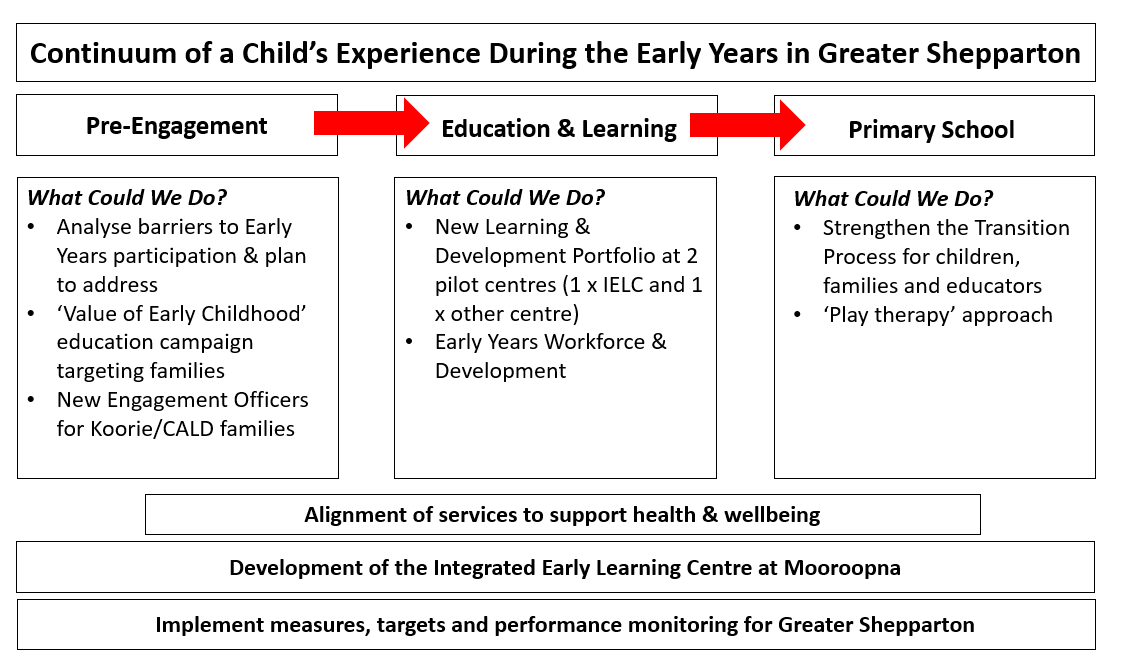 Continuum of a Child’s Experience During the Early Years in Greater Shepparton
Pre-Engagement
Education & Learning
Primary School
What Could We Do?
• Analyse barriers to Early
Years participation & plan
to address
• ‘Value of Early Childhood’
education campaign
targeting families
• New Engagement Officers
for Koorie/CALD families
What Could We Do?
• New Learning &
Development Portfolio at 2
pilot centres (1 x IELC and 1
x other centre)
• Early Years Workforce &
Development
What Could We Do?
• Strengthen the Transition
Process for children,
families and educators
• ‘Play therapy’ approach
Alignment of services to support health & wellbeing
Development of the Integrated Early Learning Centre at Mooroopna
Implement measures, targets and performance monitoring for Greater Shepparton